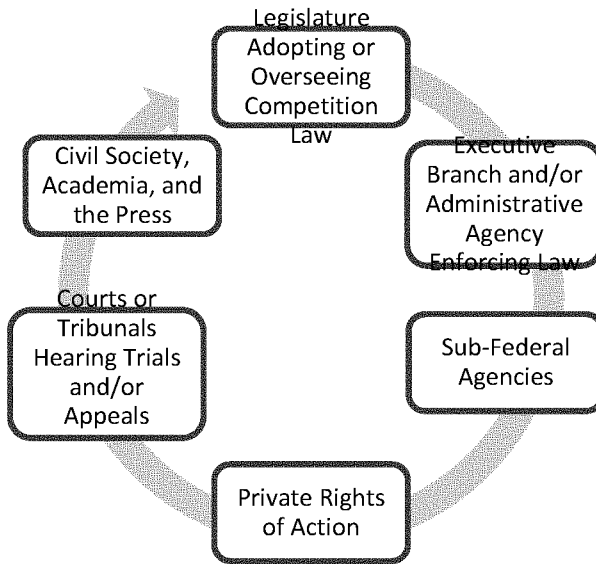 Legislature
Adopting or
Overseeing
Competition
Law
Executive
Branch and/or
Administrative
Agency
Enforcing Law
Sub-Federal
Agencies
Private Rights
of Action
Courts or
Tribunals
Hearing Trials
and/or
Appeals
Civil Society,
Academia, and
the Press